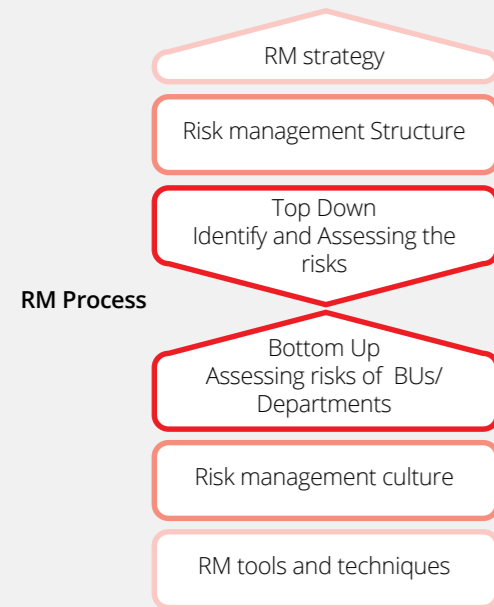 RM strategy
Risk management Structure
Top Down
Identify and Assessing the
risks
RM Process
Bottom Up
Assessing risks of BUs/
Departments
Risk management culture
RM tools and techniques